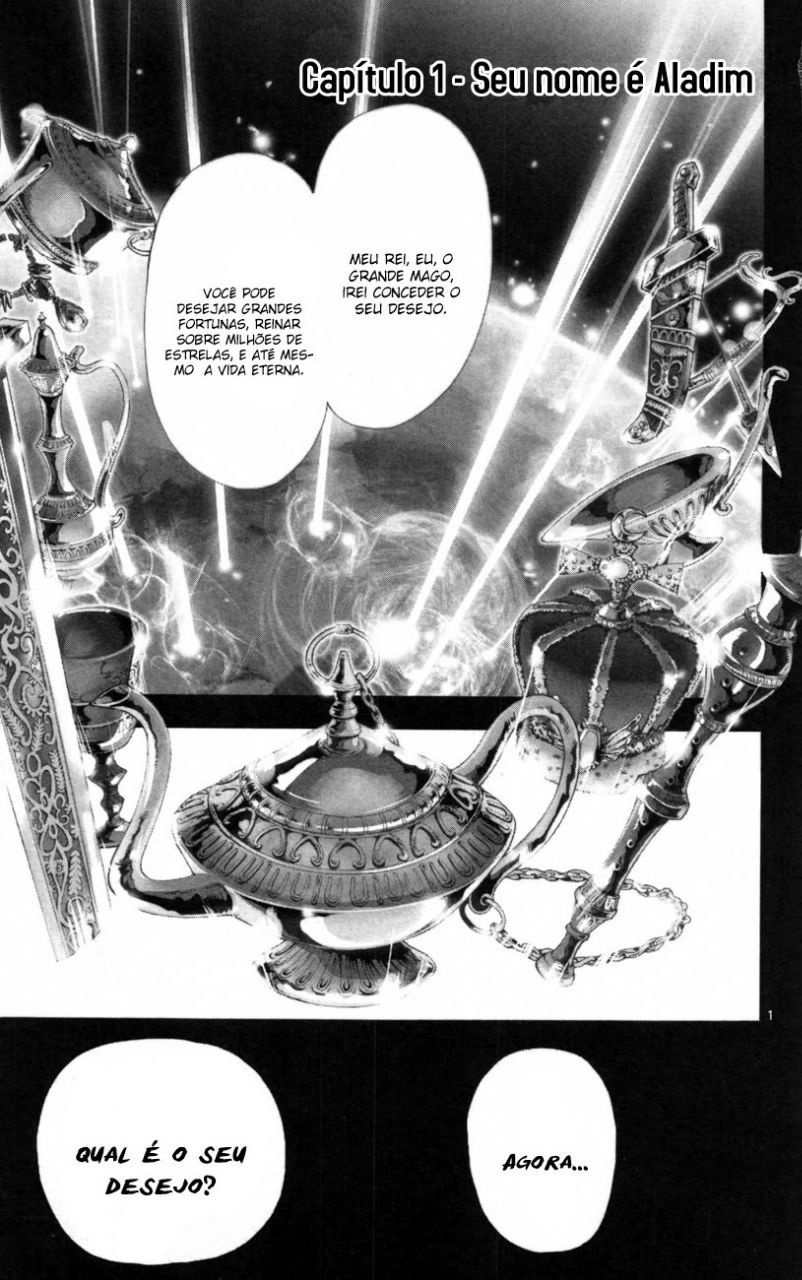 Capítulo 1 - Seu nome é Aladim
MEU REI, EU, O
GRANDE MAGO,
IREI CONCEDER O
SEU DESEJO.
VOCÊ PODE
DESEJAR GRANDES
FORTUNAS, REINAR
SOBRE MILHÕES DE
ESTRELAS, E ATÉ MES-
MO A VIDA ETERNA.
1
AGORA...
QUAL É O SEU
DESEJO?